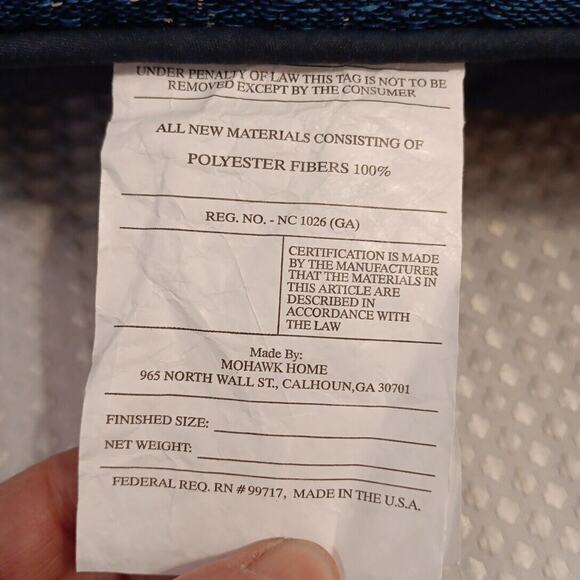 UNDER PENALTY OF LAW THIS TAG IS NOT TO BE
REMOVED EXCEPT BY THE CONSUMER
ALL NEW MATERIALS CONSISTING OF
POLYESTER FIBERS 100%
REG. NO. - NC 1026 (GA)
CERTIFICATION IS MADE
BY THE MANUFACTURER
THAT THE MATERIALS IN
THIS ARTICLE ARE
DESCRIBED IN
ACCORDANCE WITH
THE LAW
Made By:
MOHAWK HOME
965 NORTH WALL ST., CALHOUN,GA 30701
FINISHED SIZE:
NET WEIGHT:
FEDERAL REQ. RN # 99717, MADE IN THE U.S.A.